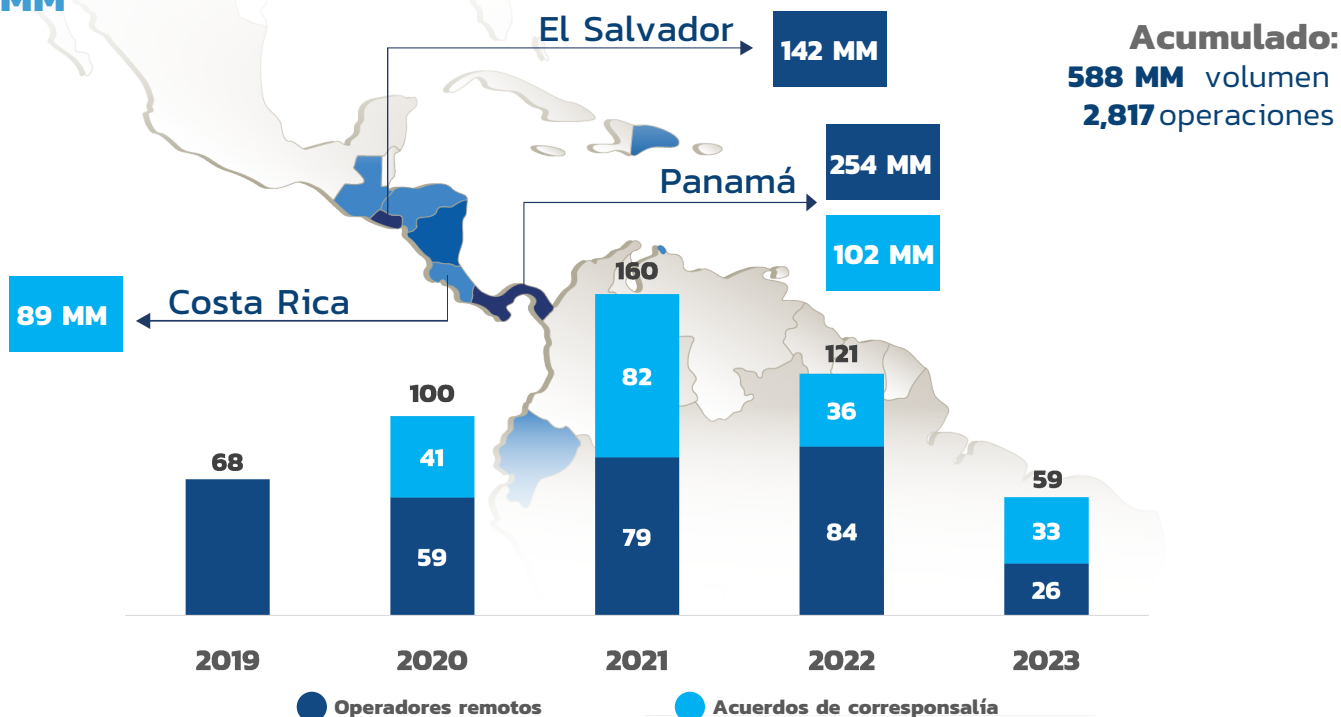 MM
El Salvador
142 MM
Acumulado:
588 MM volumen
2,817 operaciones
Panamá
254 MM
102 MM
89 MM
Costa Rica
160
82
79
121
36
84
100
41
59
68
59
33
26
2019 2020 2021 2022 2023
Operadores remotos Acuerdos de corresponsalía